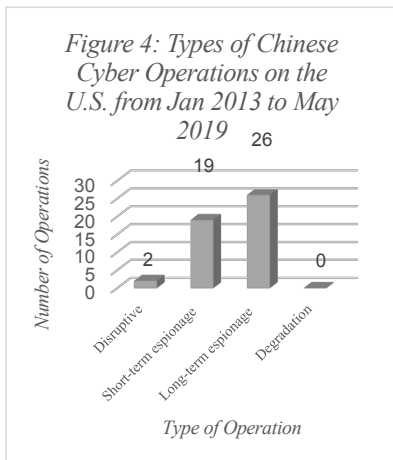 Figure 4: Types of Chinese
Cyber Operations on the
U.S. from Jan 2013 to May
2019
26
19
2
0
Number of Operations
30
25
20
15
10
5
0
Disruptive
Short-term espionage
Long-term espionage
Degradation
Type of Operation